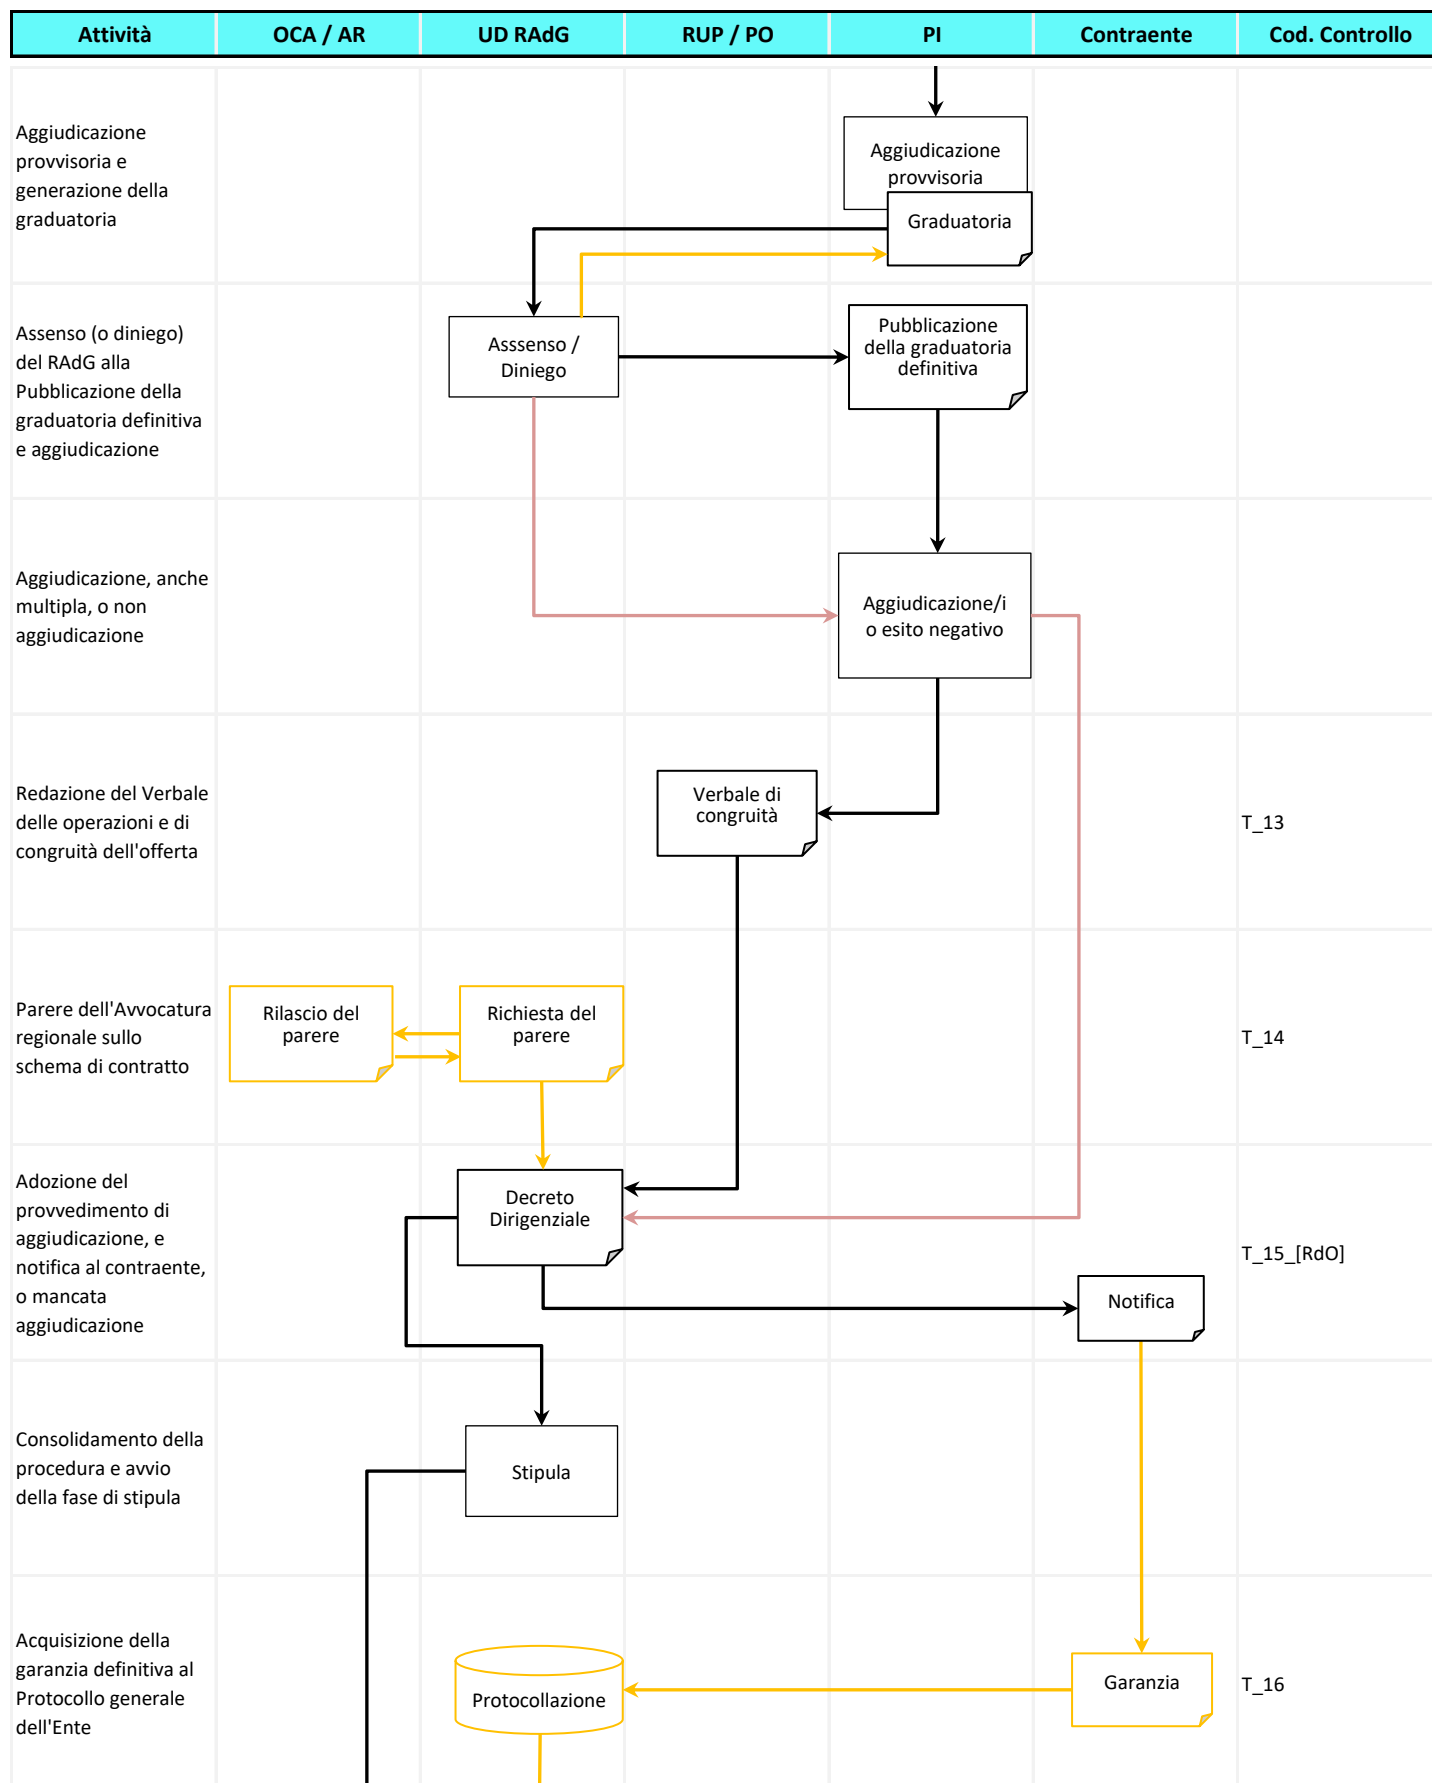 Attività
OCA / AR
UD RAdG
RUP / PO
PI
Contraente
Cod. Controllo
Aggiudicazione
provvisoria e
generazione della
graduatoria
Aggiudicazione
provvisoria
Graduatoria
Assenso (o diniego)
del RAdG alla
Pubblicazione della
graduatoria definitiva
e aggiudicazione
Asssenso /
Diniego
Pubblicazione
della graduatoria
definitiva
Aggiudicazione, anche
multipla, o non
aggiudicazione
Aggiudicazione/i
o esito negativo
Redazione del Verbale
delle operazioni e di
congruità dell'offerta
Verbale di
congruità
T_13
Parere dell'Avvocatura
regionale sullo
schema di contratto
Rilascio del
parere
Richiesta del
parere
T_14
Adozione del
provvedimento di
aggiudicazione, e
notifica al contraente,
o mancata
aggiudicazione
Decreto
Dirigenziale
Notifica
T_15_[RdO]
Consolidamento della
procedura e avvio
della fase di stipula
Stipula
Acquisizione della
garanzia definitiva al
Protocollo generale
dell'Ente
Protocollazione
Garanzia
T_16